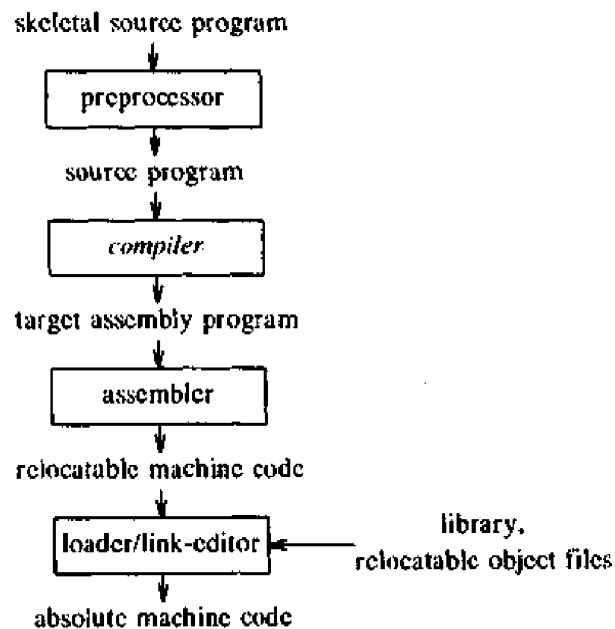 skeletal source program
preprocessor
source program
compiler
target assembly program
assembler
relocatable machine code
loader/link-editor
library,
relocatable object files
absolute machine code